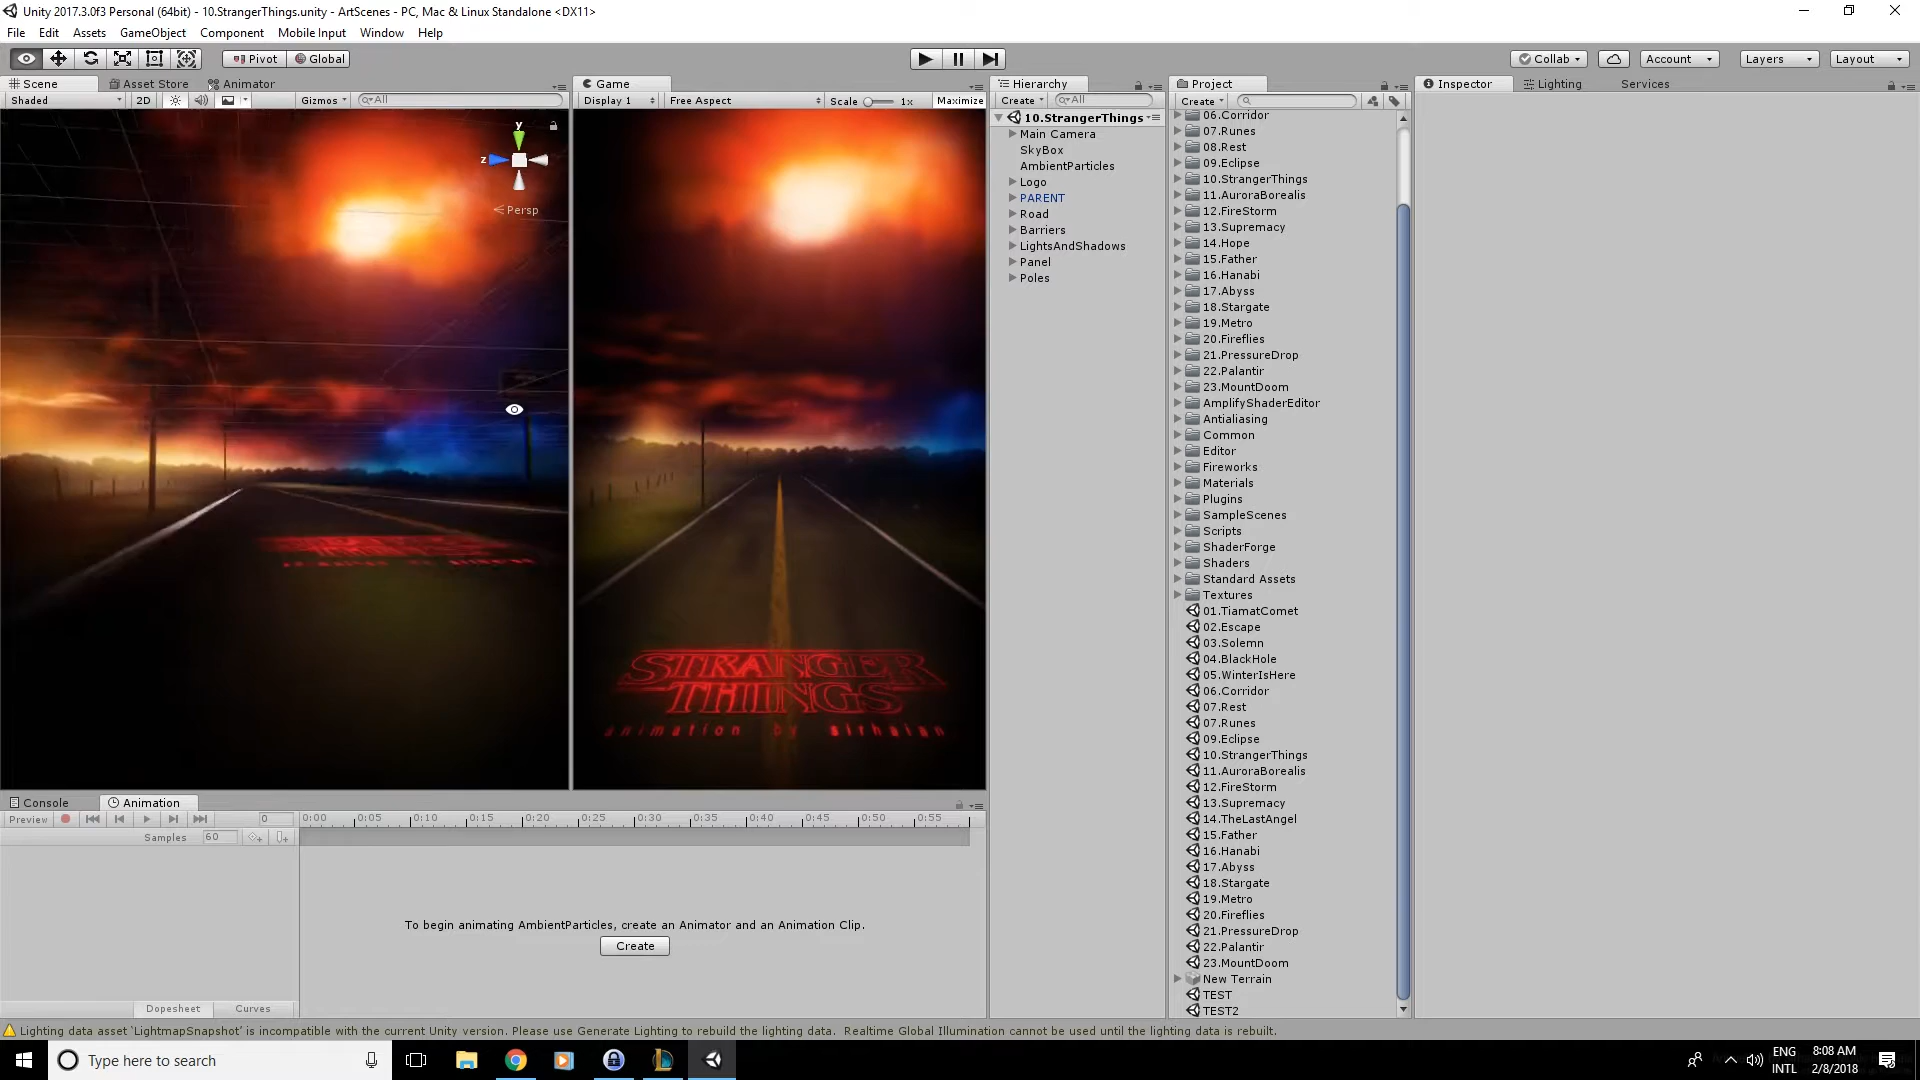 Unity 2017.3.0f3 Personal (64bit) - 10.StrangerThings.unity - ArtScenes - PC, Mac & Linux Standalone <DX11>
File Edit Assets GameObject Component Mobile Input Window Help
Pivot Global Collab Account Layers Layout
Scene Asset Store Animator Game Hierarchy Project Inspector Lighting Services
Shaded 2D Gizmos All Display 1 Free Aspect Scale 1x Maximize Create All Create
10.StrangerThings
Main Camera
SkyBox
AmbientParticles
Logo
PARENT
Road
Barriers
LightsAndShadows
Panel
Poles
06.Corridor
07.Runes
08.Rest
09.Eclipse
10.StrangerThings
11.AuroraBorealis
12.FireStorm
13.Supremacy
14.Hope
15.Father
16.Hanabi
17.Abyss
18.Stargate
19.Metro
20.Fireflies
21.PressureDrop
22.Palantir
23.MountDoom
AmplifyShaderEditor
Antialiasing
Common
Editor
Fireworks
Materials
Plugins
SampleScenes
Scripts
ShaderForge
Shaders
Standard Assets
Textures
01.TiamatComet
02.Escape
03.Solemn
04.BlackHole
05.WinterIsHere
06.Corridor
07.Rest
07.Runes
09.Eclipse
10.StrangerThings
11.AuroraBorealis
12.FireStorm
13.Supremacy
14.TheLastAngel
15.Father
16.Hanabi
17.Abyss
18.Stargate
19.Metro
20.Fireflies
21.PressureDrop
22.Palantir
23.MountDoom
New Terrain
TEST
TEST2
y
z
Persp
STRANGER
THINGS
animation by sirhaian
Console Animation
Preview 0 0:00 0:05 0:10 0:15 0:20 0:25 0:30 0:35 0:40 0:45 0:50 0:55
Samples 60
To begin animating AmbientParticles, create an Animator and an Animation Clip.
Create
Dopesheet Curves
Lighting data asset 'LightmapSnapshot' is incompatible with the current Unity version. Please use Generate Lighting to rebuild the lighting data. Realtime Global Illumination cannot be used until the lighting data is rebuilt.
Type here to search
ENG
INTL
8:08 AM
2/8/2018